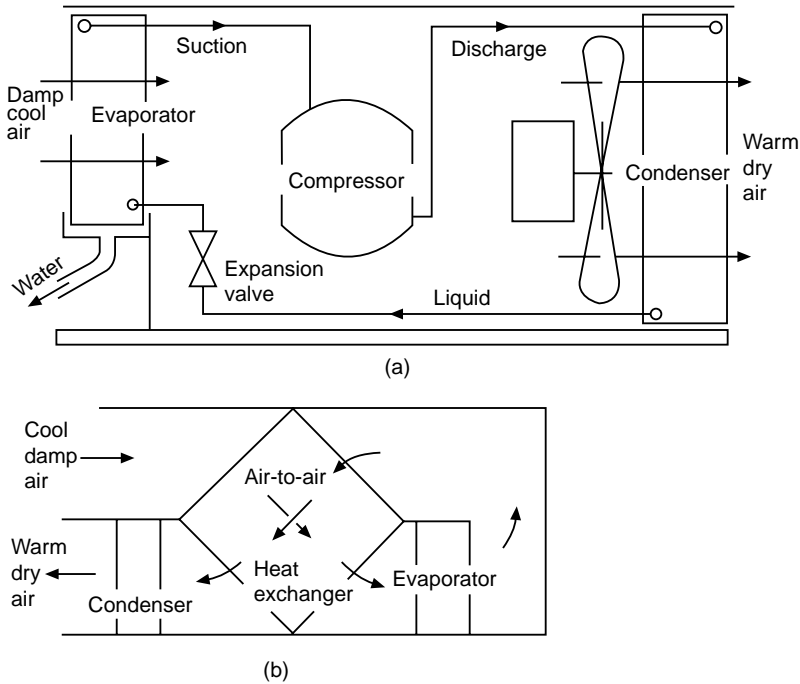 Suction
Discharge
Damp
cool
air
Evaporator
Compressor
Condenser
Warm
dry
air
Water
Expansion
valve
Liquid
(a)
Cool
damp
air
Air-to-air
Warm
dry
air
Condenser
Heat
exchanger
Evaporator
(b)